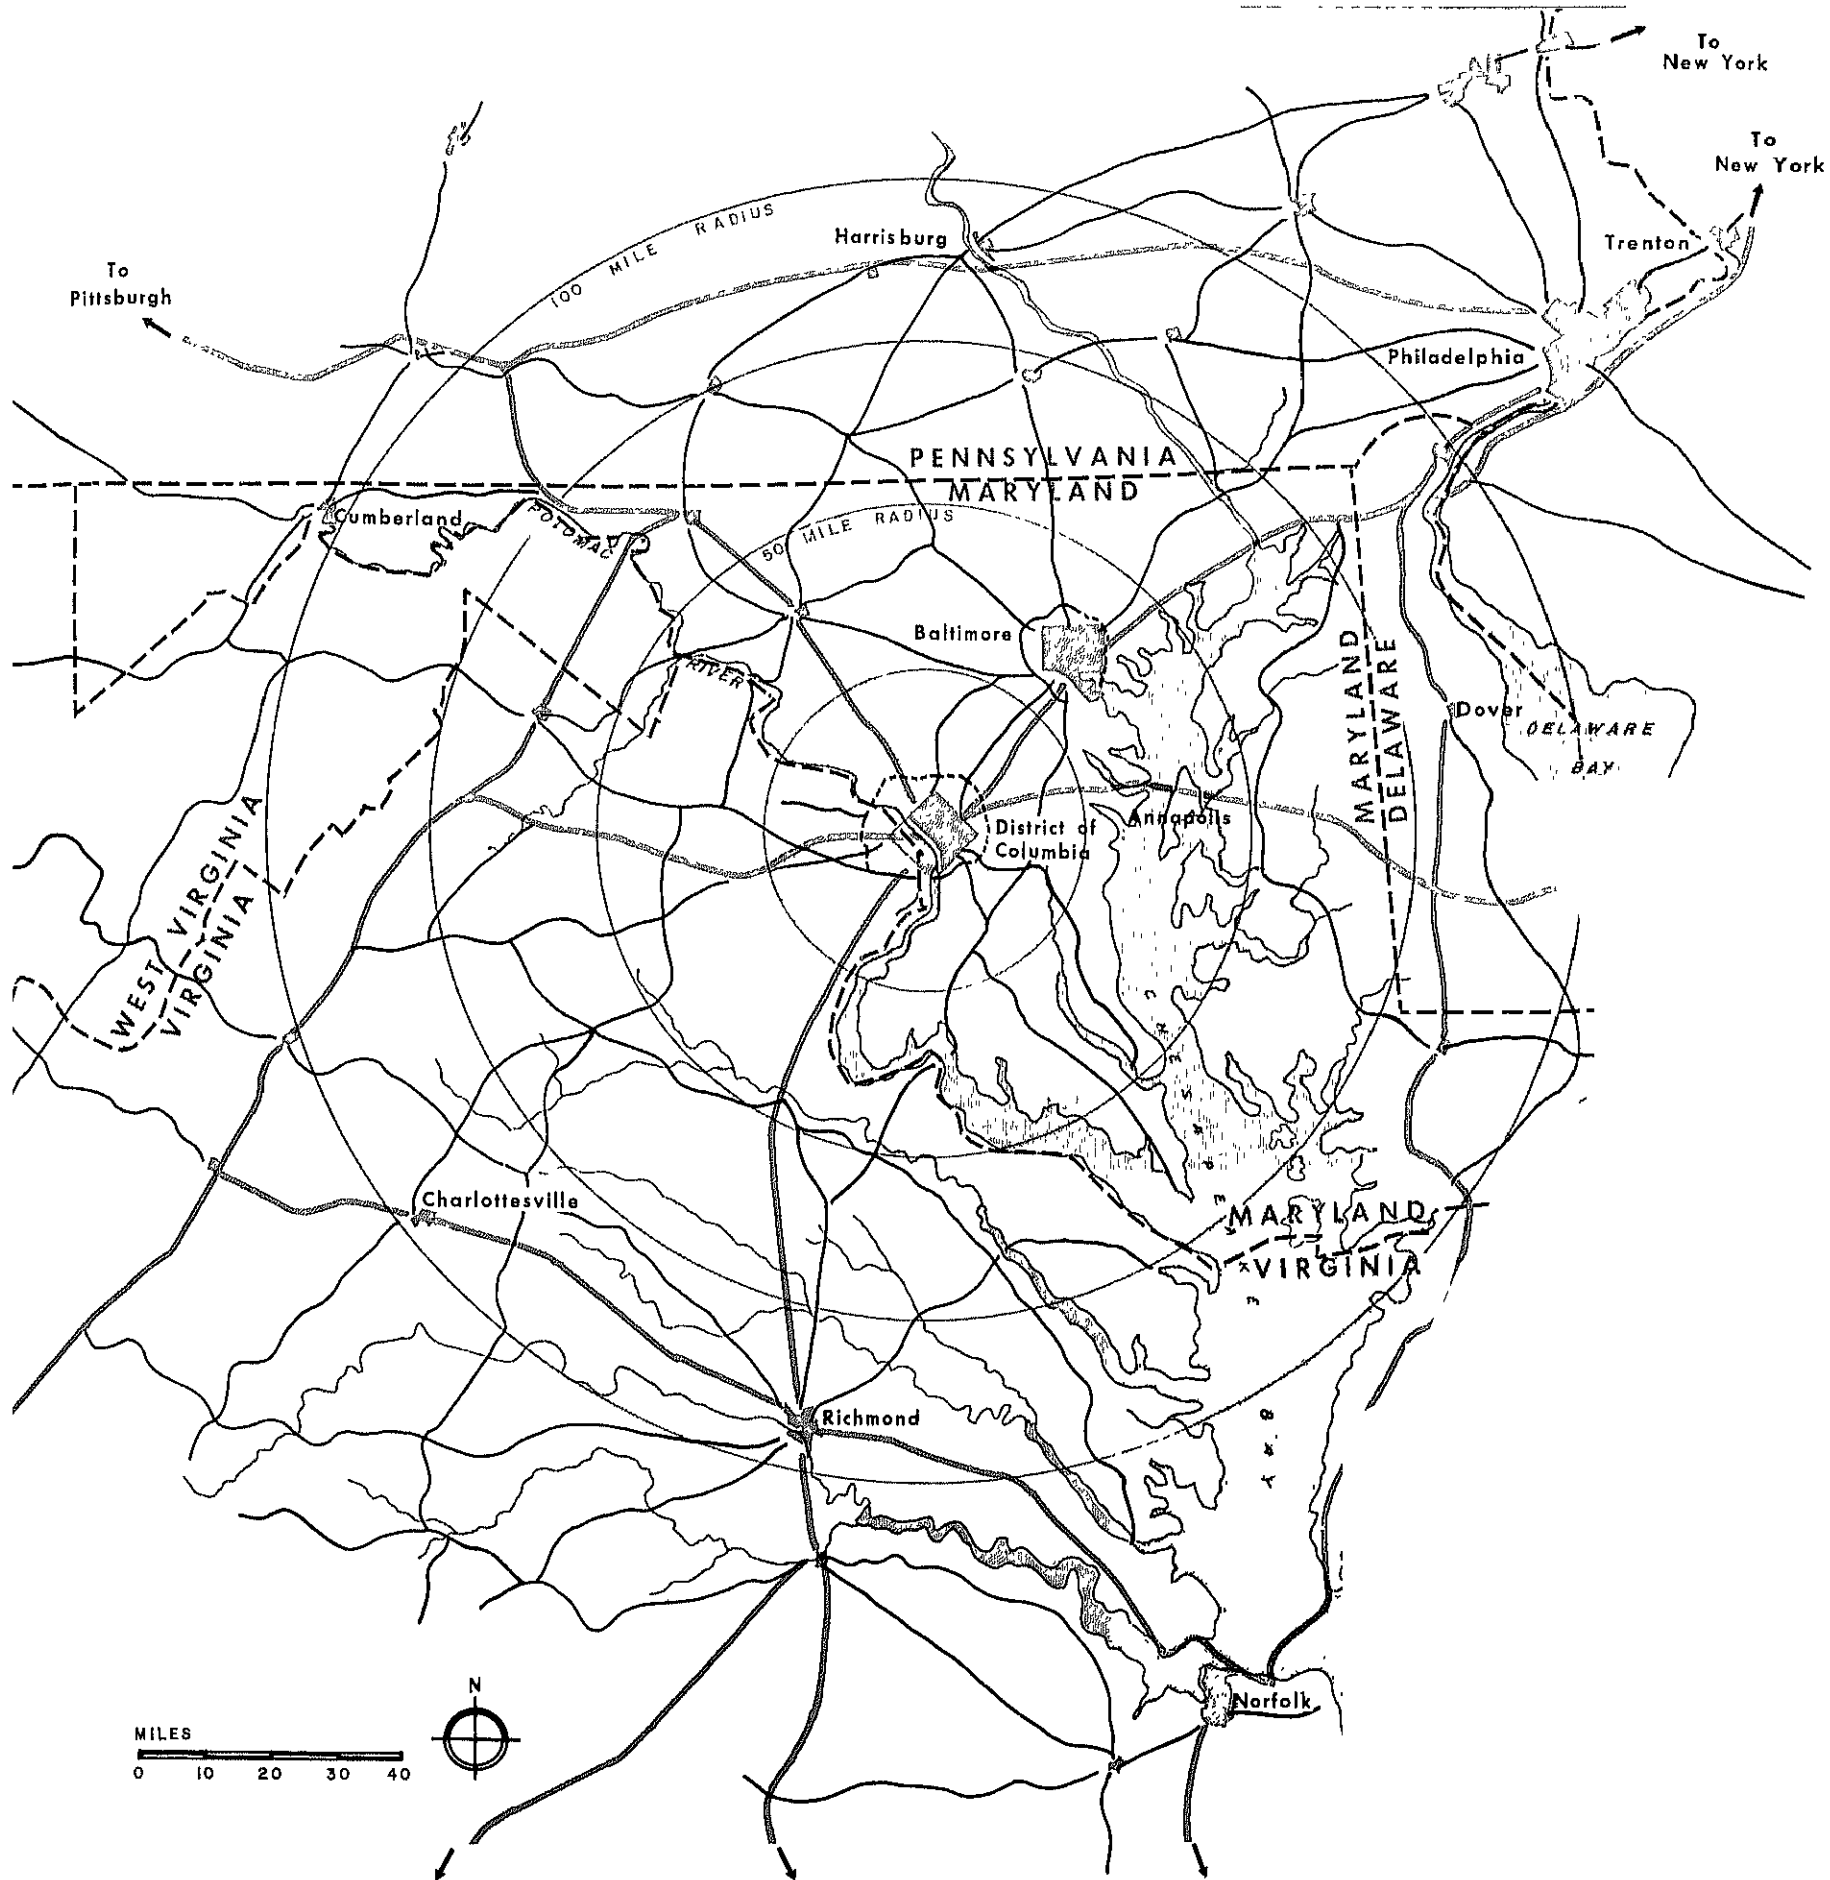 To
New York
To
New York
Trenton
Harrisburg
100 MILE RADIUS
To
Pittsburgh
Philadelphia
PENNSYLVANIA
MARYLAND
Cumberland
POTOMAC
50 MILE RADIUS
Baltimore
RIVER
MARYLAND
DELAWARE
Dover
DELAWARE
BAY
Annapolis
District of
Columbia
WEST VIRGINIA
VIRGINIA
Charlottesville
MARYLAND
VIRGINIA
Richmond
BAY
Norfolk
N
MILES
0 10 20 30 40